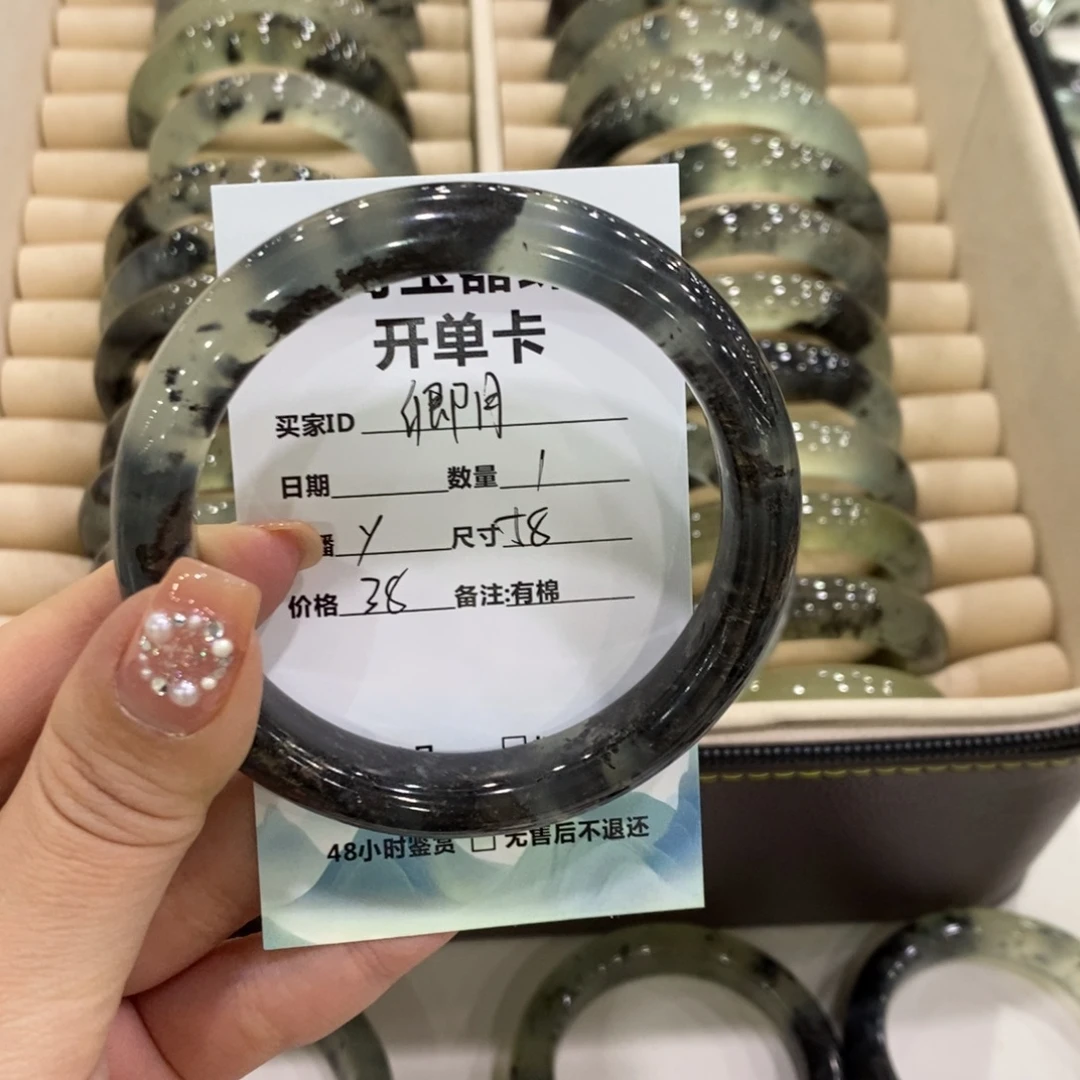 开单卡
买家ID
日期 数量 1
播 Y 尺寸 58
价格 38 备注:有棉
48小时鉴赏 □ 无售后不退还